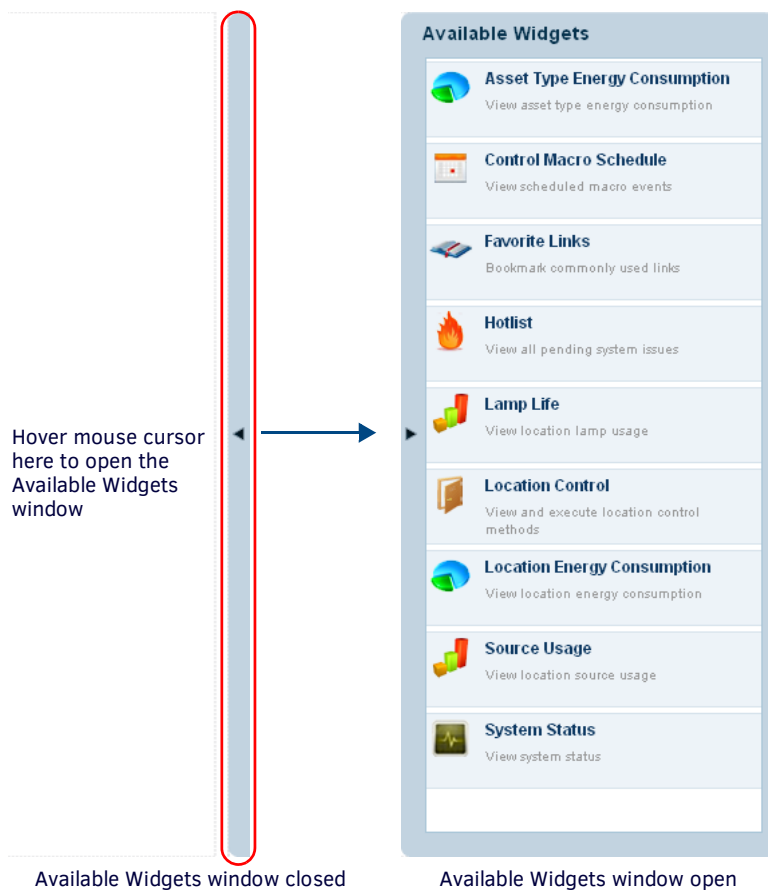 Hover mouse cursor
here to open the
Available Widgets
window
Available Widgets window closed
Available Widgets
Asset Type Energy Consumption
View asset type energy consumption
Control Macro Schedule
View scheduled macro events
Favorite Links
Bookmark commonly used links
Hotlist
View all pending system issues
Lamp Life
View location lamp usage
Location Control
View and execute location control
methods
Location Energy Consumption
View location energy consumption
Source Usage
View location source usage
System Status
View system status
Available Widgets window open